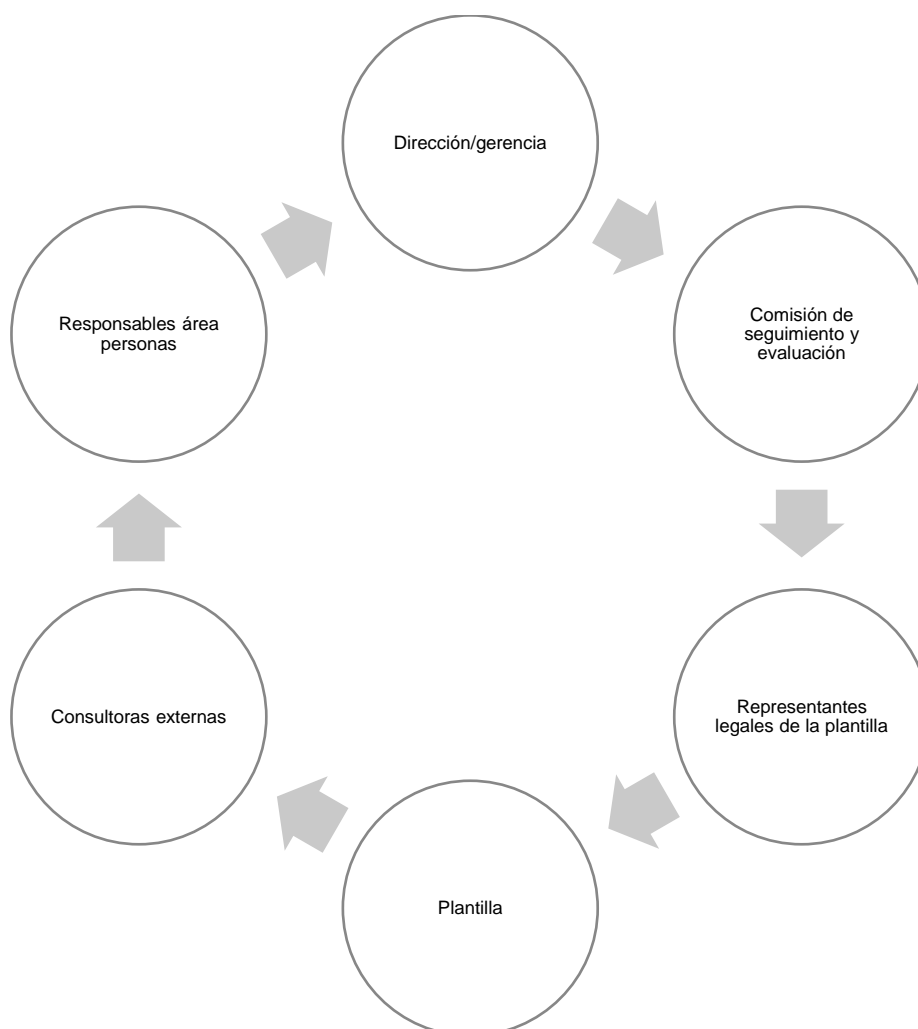 Dirección/gerencia
Comisión de
seguimiento y
evaluación
Representantes
legales de la plantilla
Plantilla
Consultoras externas
Responsables área
personas